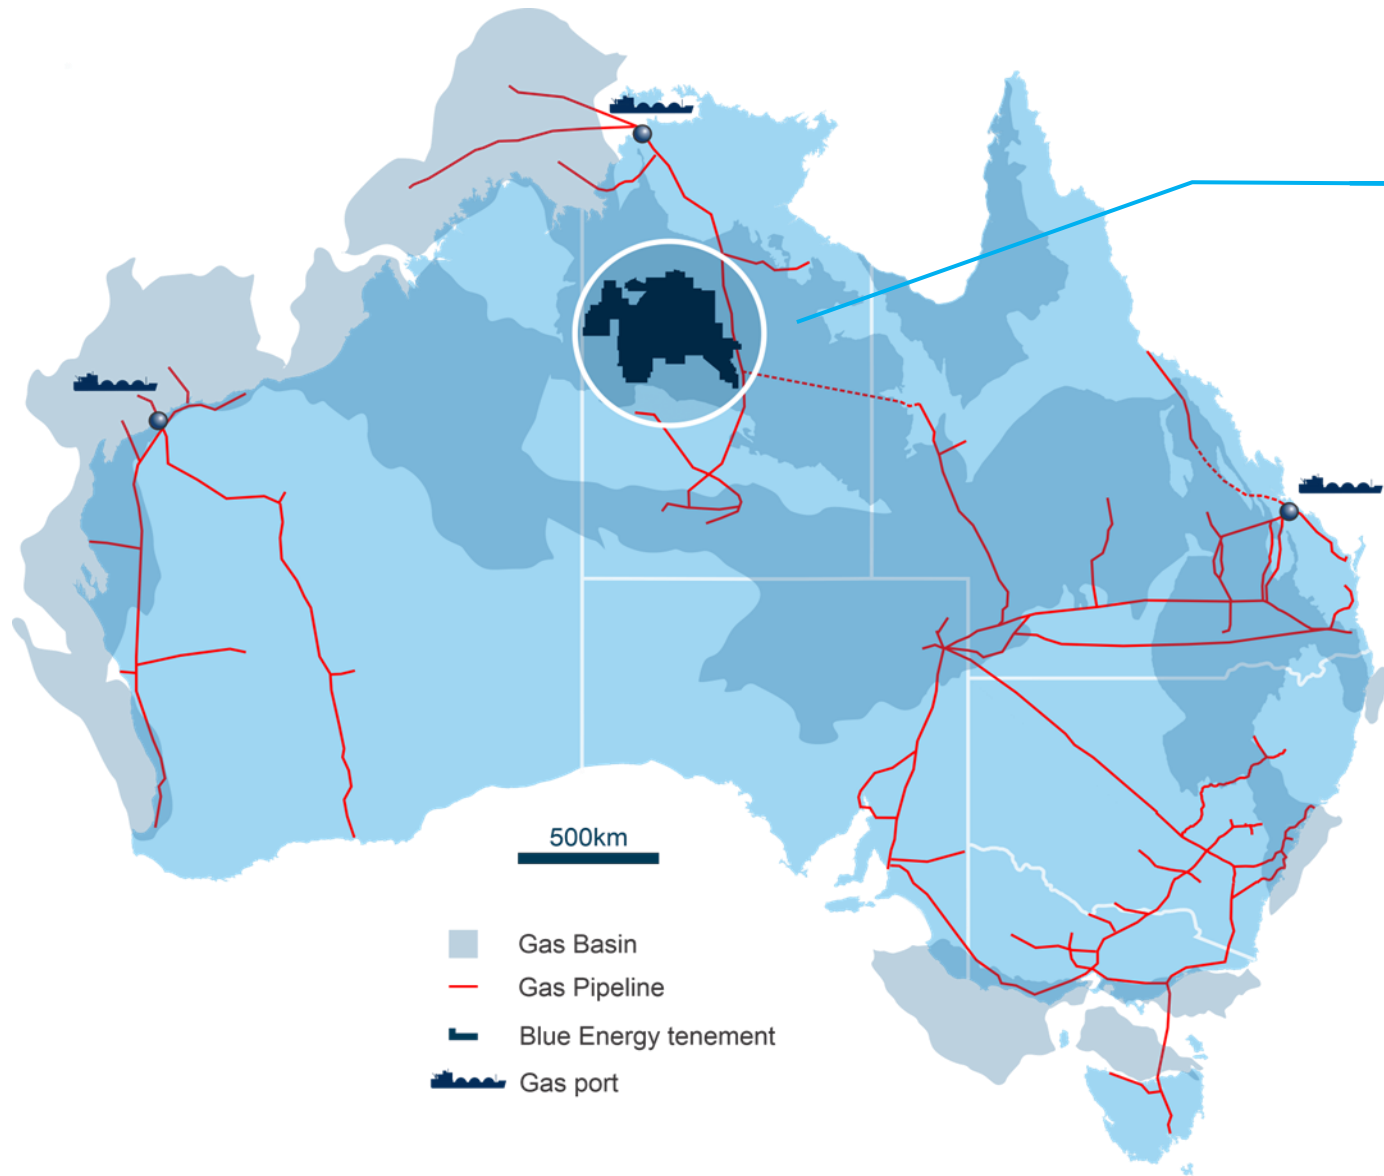 500km
Gas Basin
Gas Pipeline
Blue Energy tenement
Gas port